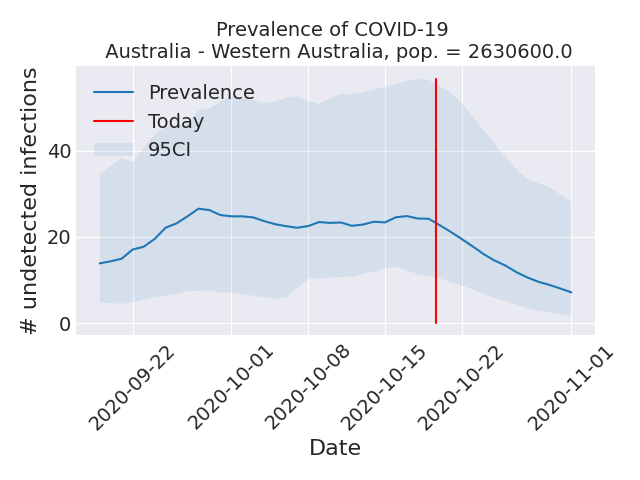 Prevalence of COVID-19
Australia - Western Australia, pop. = 2630600.0
# undetected infections
40
20
0
Prevalence
Today
95CI
2020-09-22
2020-10-01
2020-10-08
2020-10-15
2020-10-22
2020-11-01
Date